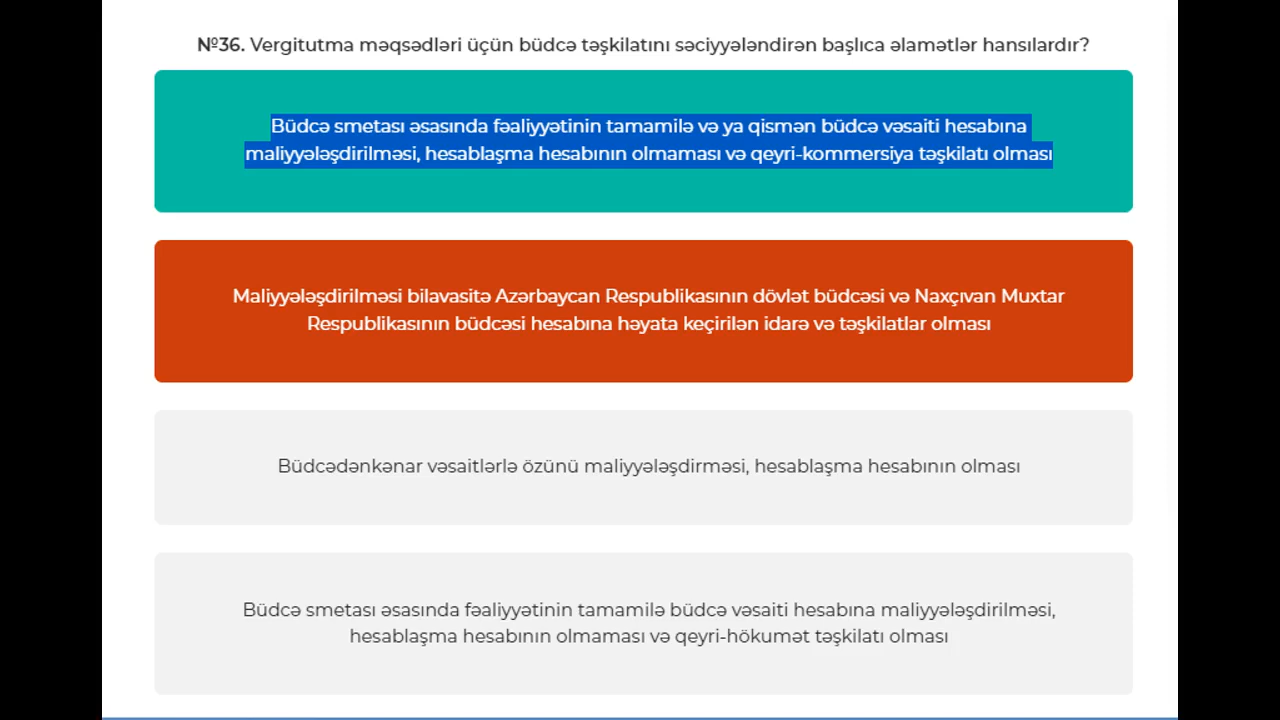 №36. Vergitutma məqsədləri üçün büdcə təşkilatını səciyyələndirən başlıca əlamətlər hansılardır?
Büdcə smetası əsasında fəaliyyətinin tamamilə və ya qismən büdcə vəsaiti hesabına
maliyyələşdirilməsi, hesablaşma hesabının olmaması və qeyri-kommersiya təşkilatı olması
Maliyyələşdirilməsi bilavasitə Azərbaycan Respublikasının dövlət büdcəsi və Naxçıvan Muxtar
Respublikasının büdcəsi hesabına həyata keçirilən idarə və təşkilatlar olması
Büdcədənkənar vəsaitlərlə özünü maliyyələşdirməsi, hesablaşma hesabının olması
Büdcə smetası əsasında fəaliyyətinin tamamilə büdcə vəsaiti hesabına maliyyələşdirilməsi,
hesablaşma hesabının olmaması və qeyri-hökumət təşkilatı olması